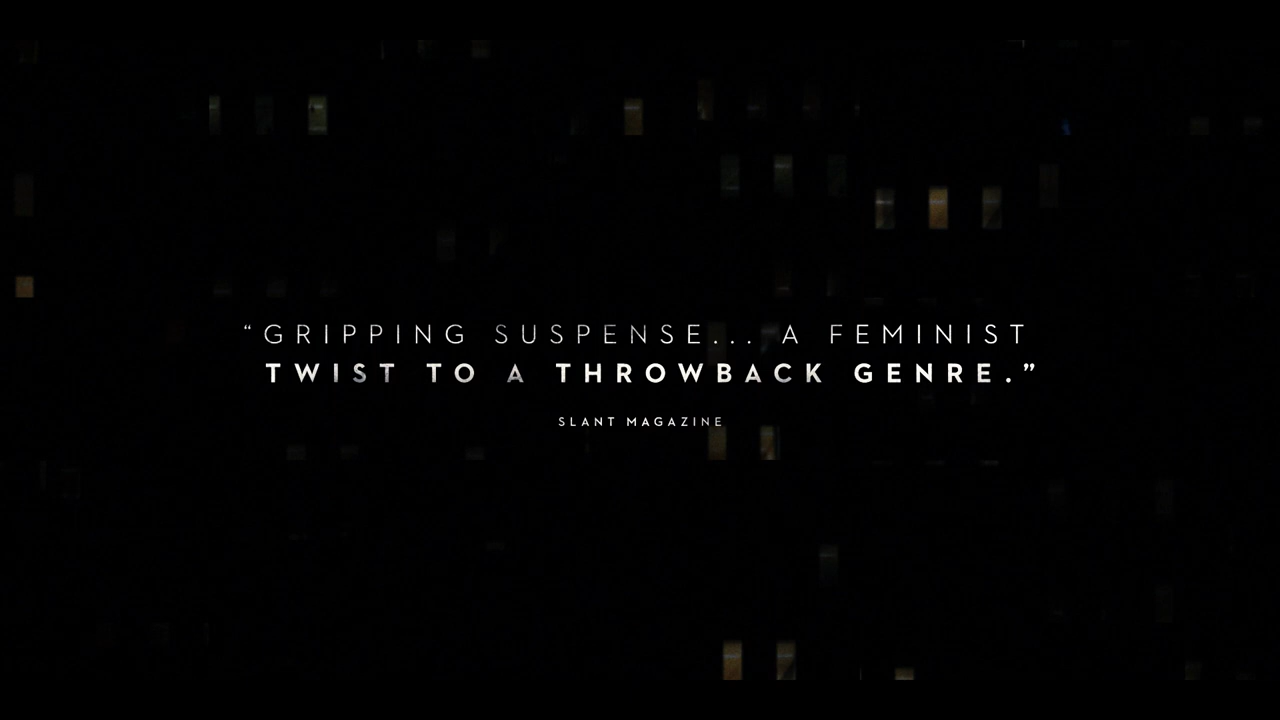 “GRIPPING SUSPENSE... A FEMINIST
TWIST TO A THROWBACK GENRE.”
SLANT MAGAZINE